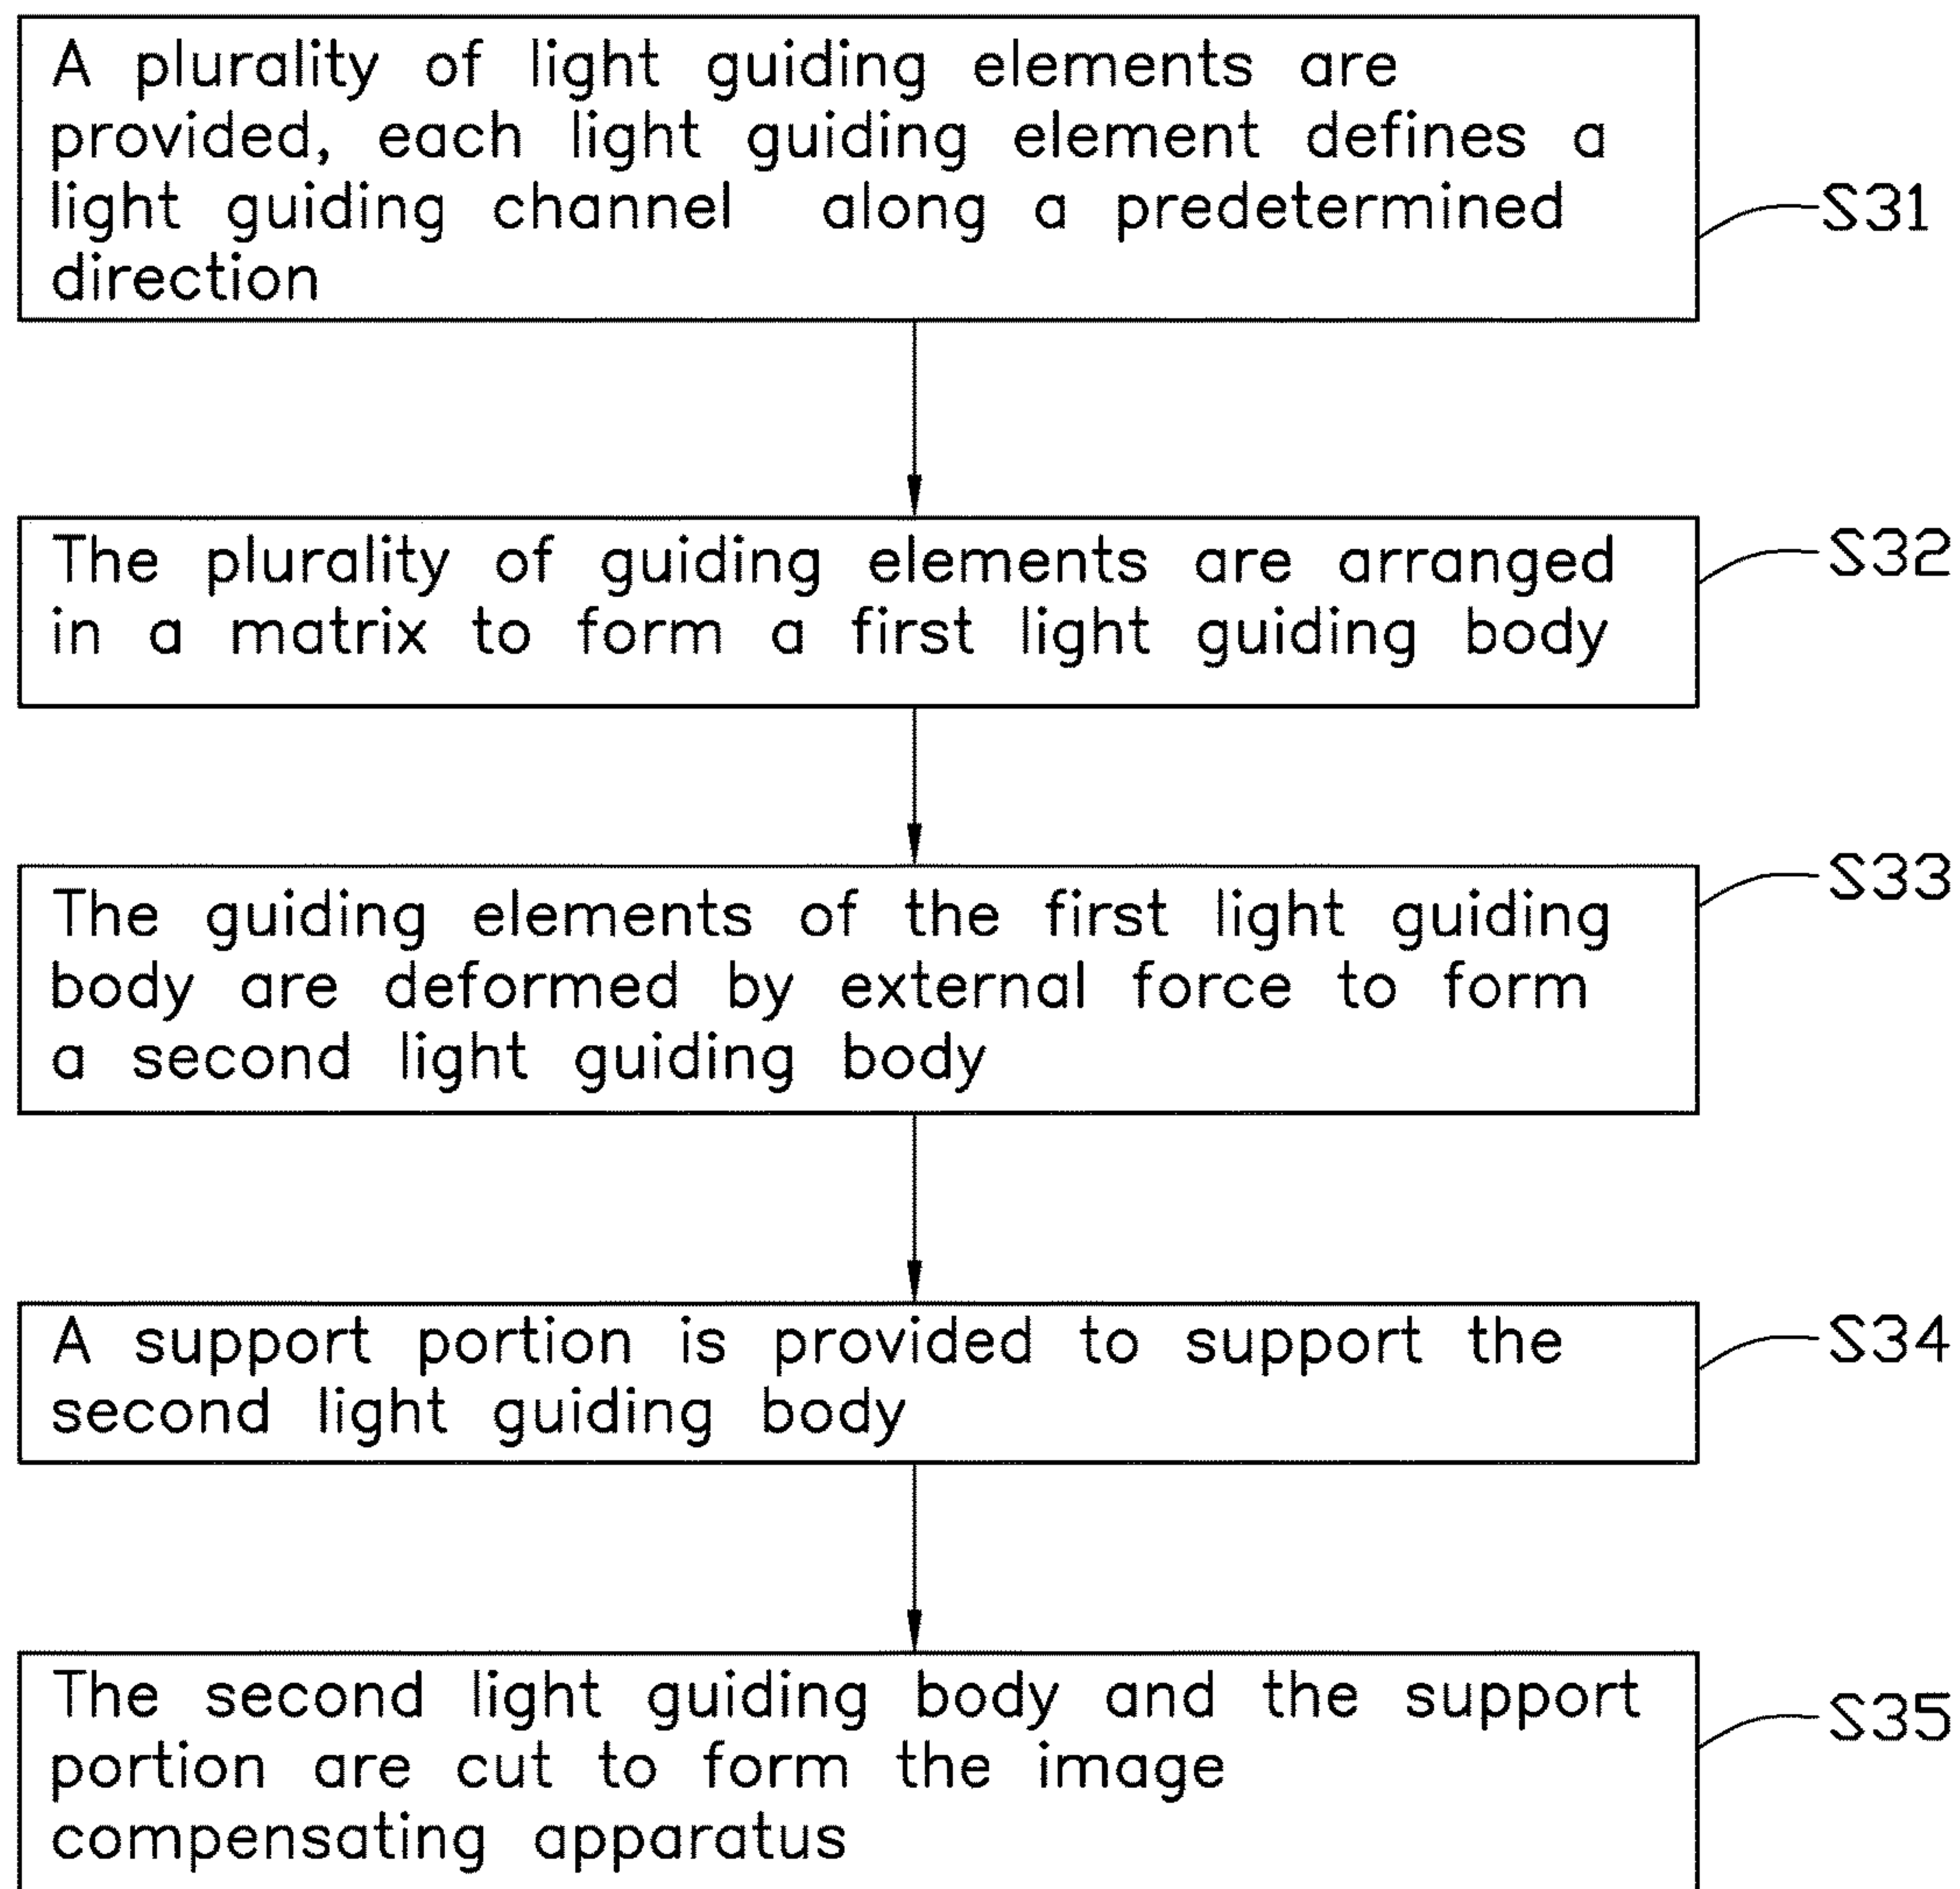 A plurality of light guiding elements are
provided, each light guiding element defines a
light guiding channel along a predetermined
direction
S31
The plurality of guiding elements are arranged
in a matrix to form a first light guiding body
S32
The guiding elements of the first light guiding
body are deformed by external force to form
a second light guiding body
S33
A support portion is provided to support the
second light guiding body
S34
The second light guiding body and the support
portion are cut to form the image
compensating apparatus
S35